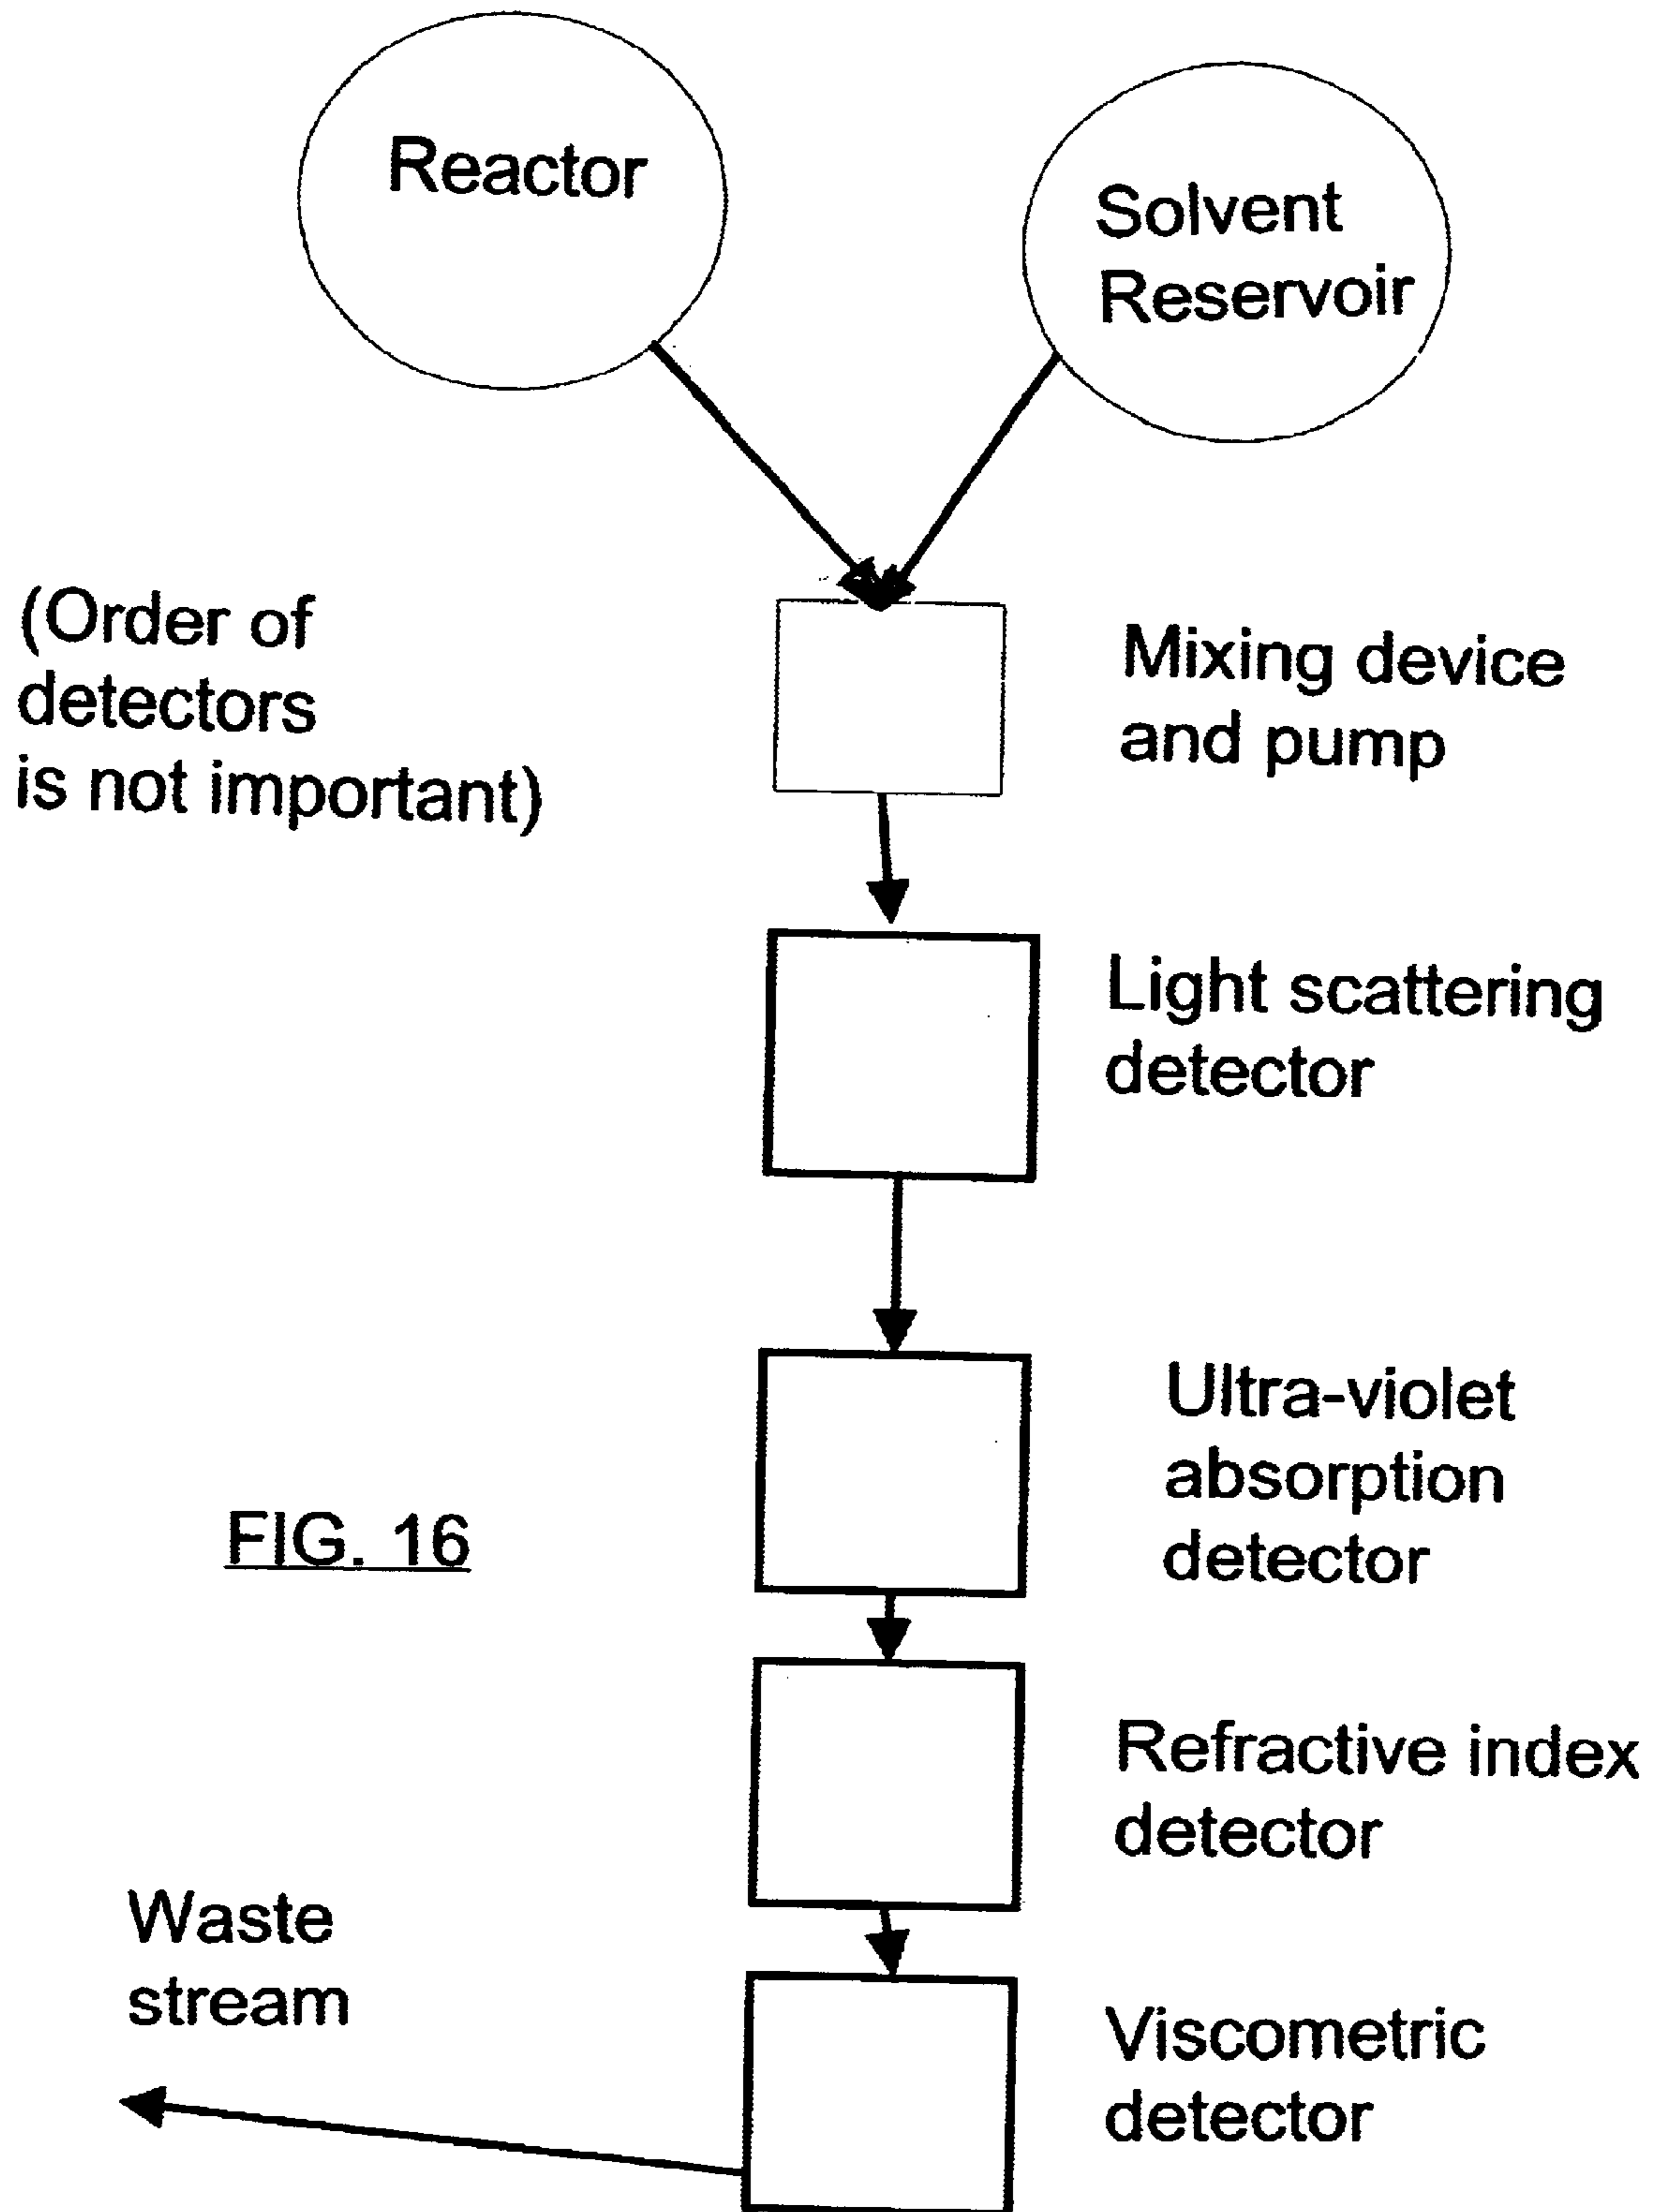 Reactor
Solvent
Reservoir
(Order of
detectors
is not important)
Mixing device
and pump
Light scattering
detector
Ultra-violet
absorption
detector
FIG. 16
Refractive index
detector
Waste
stream
Viscometric
detector